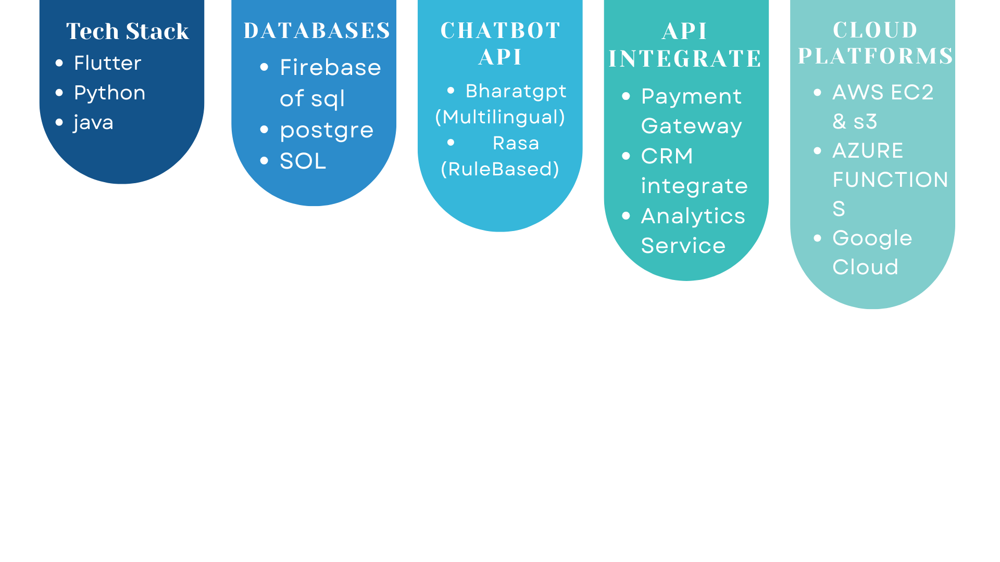 Tech Stack
• Flutter
• Python
• java
DATABASES
• Firebase
of sql
• postgre
• SOL
CHATBOT
API
• Bharatgpt
(Multilingual)
• Rasa
(RuleBased)
API
INTEGRATE
• Payment
Gateway
• CRM
integrate
• Analytics
Service
CLOUD
PLATFORMS
• AWS EC2
& s3
• AZURE
FUNCTION
S
• Google
Cloud